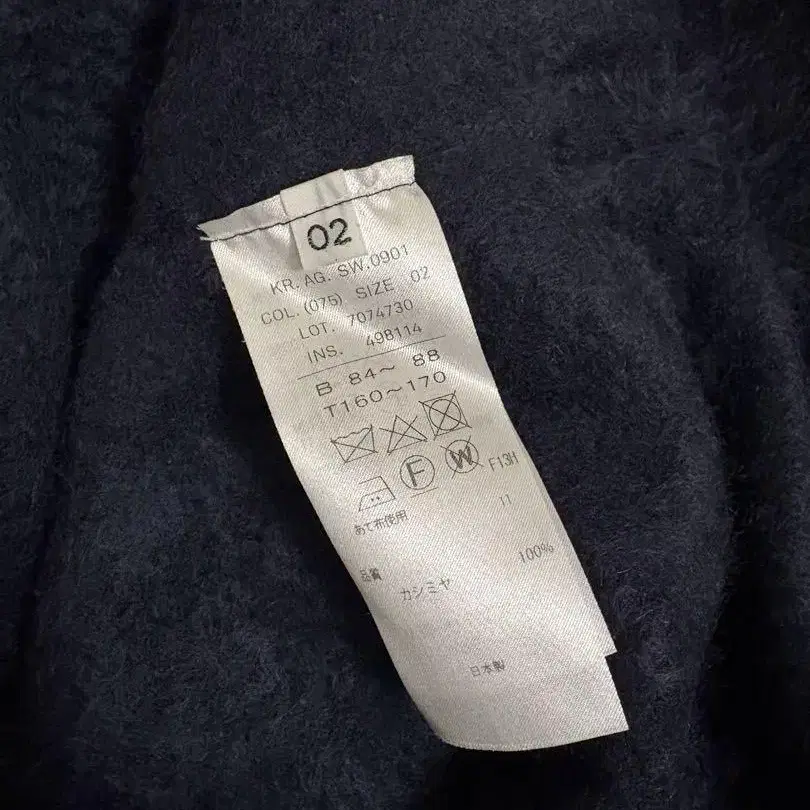 02
KR. AG. SW.0901
COL. (075) SIZE 02
LOT. 7074730
INS. 498114
B 84～ 88
T160～170
F W F13H
あて布使用 11
品質 100%
カシミヤ
日本製